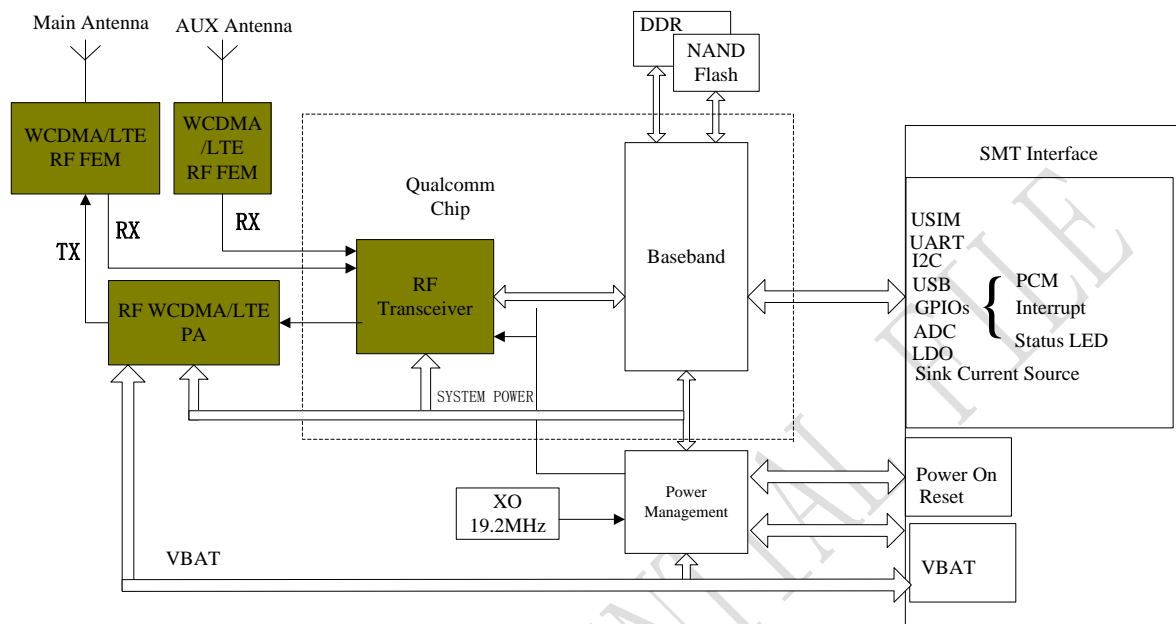 Main Antenna
AUX Antenna
DDR
NAND
Flash
WCDMA/LTE
RF FEM
WCDMA
/LTE
RF FEM
SMT Interface
Qualcomm
Chip
TX
RX
RX
Baseband
RF
Transceiver
RF WCDMA/LTE
PA
USIM
UART
I2C
USB
GPIOs
ADC
LDO
Sink Current Source
{
PCM
Interrupt
Status LED
SYSTEM POWER
Power
Management
XO
19.2MHz
Power On
Reset
VBAT
VBAT
NTIAL FILE